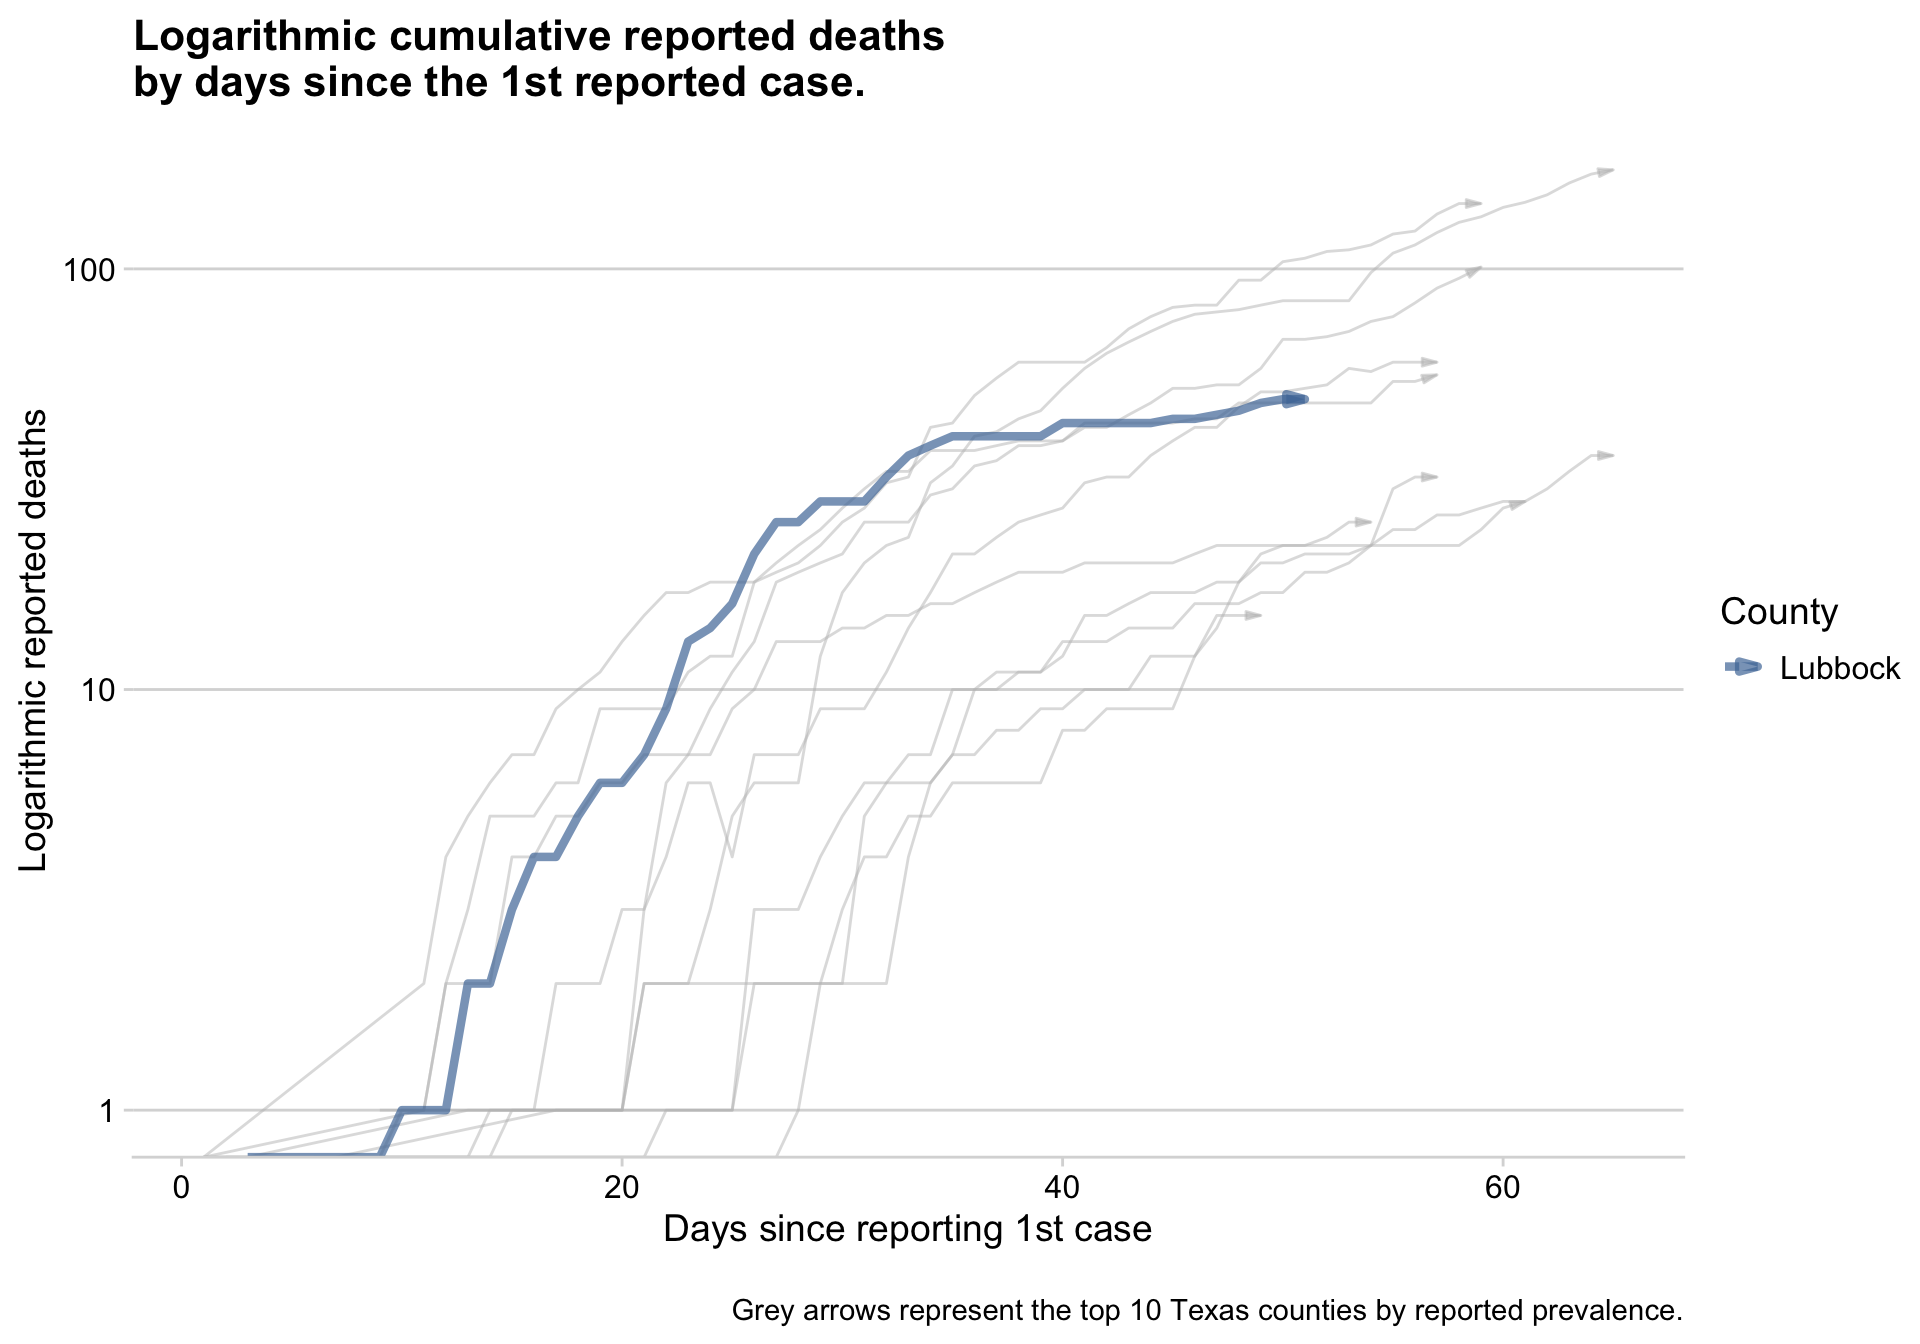 Logarithmic cumulative reported deaths
by days since the 1st reported case.
Logarithmic reported deaths
100
10
1
0
20
40
60
Days since reporting 1st case
County
Lubbock
Grey arrows represent the top 10 Texas counties by reported prevalence.